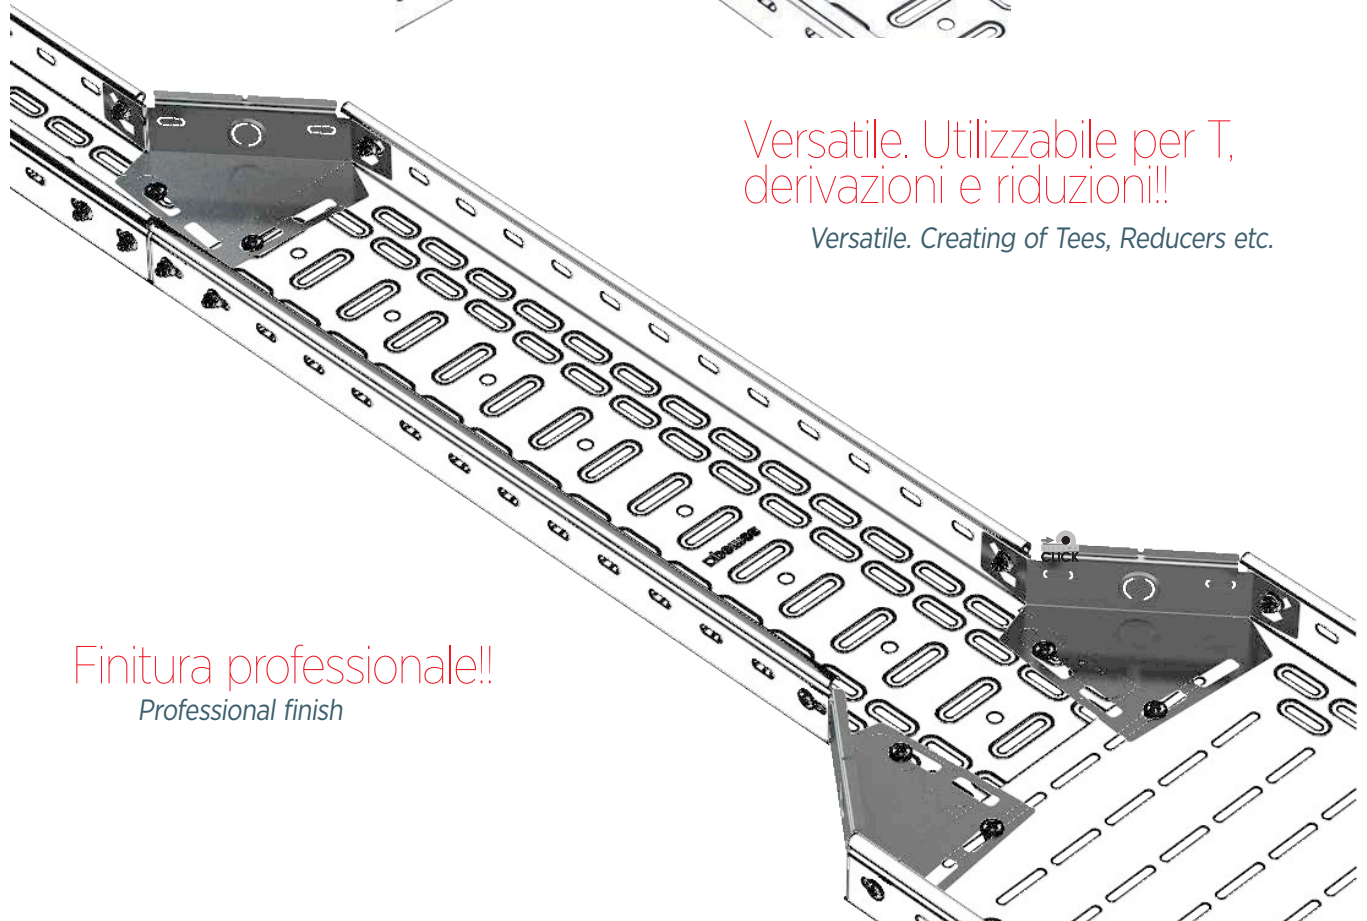 Versatile. Utilizzabile per T,
derivazioni e riduzioni!!
Versatile. Creating of Tees, Reducers etc.
CLICK
Finitura professionale!!
Professional finish